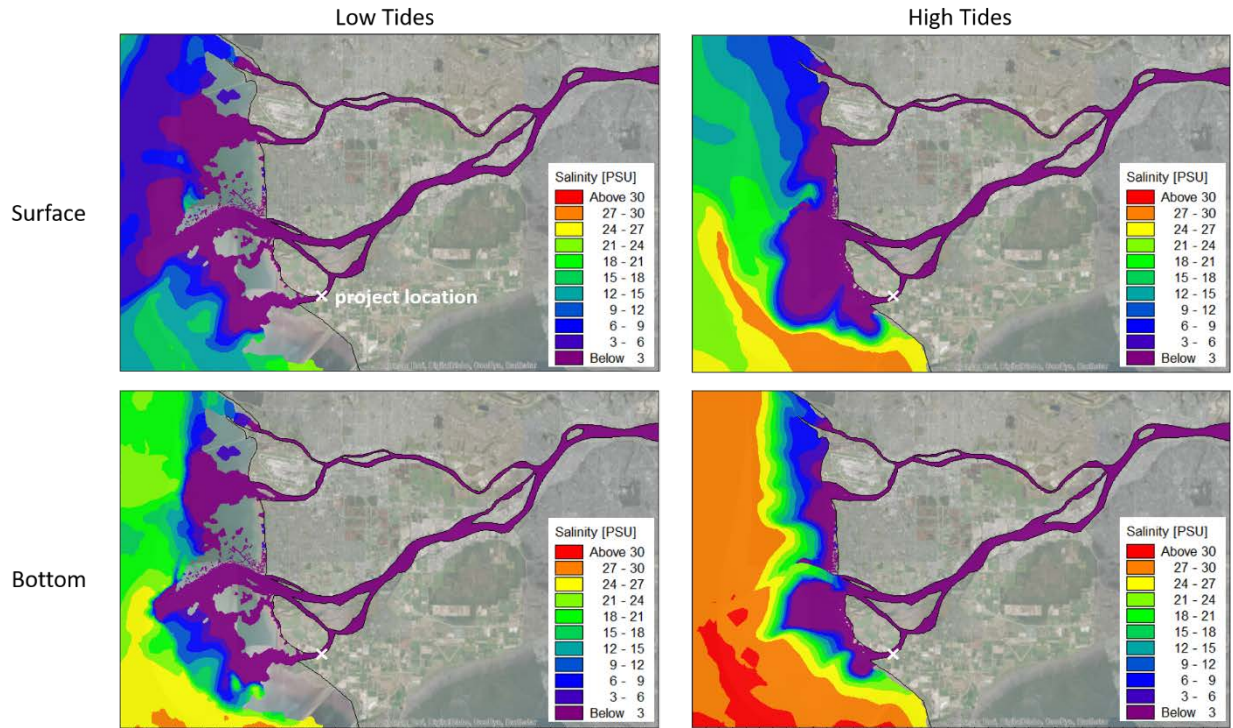 Low Tides
High Tides
Surface
Salinity [PSU]
Above 30
27 - 30
24 - 27
21 - 24
18 - 21
15 - 18
12 - 15
9 - 12
6 - 9
3 - 6
Below 3
project location
Salinity [PSU]
Above 30
27 - 30
24 - 27
21 - 24
18 - 21
15 - 18
12 - 15
9 - 12
6 - 9
3 - 6
Below 3
Bottom
Salinity [PSU]
Above 30
27 - 30
24 - 27
21 - 24
18 - 21
15 - 18
12 - 15
9 - 12
6 - 9
3 - 6
Below 3
Salinity [PSU]
Above 30
27 - 30
24 - 27
21 - 24
18 - 21
15 - 18
12 - 15
9 - 12
6 - 9
3 - 6
Below 3